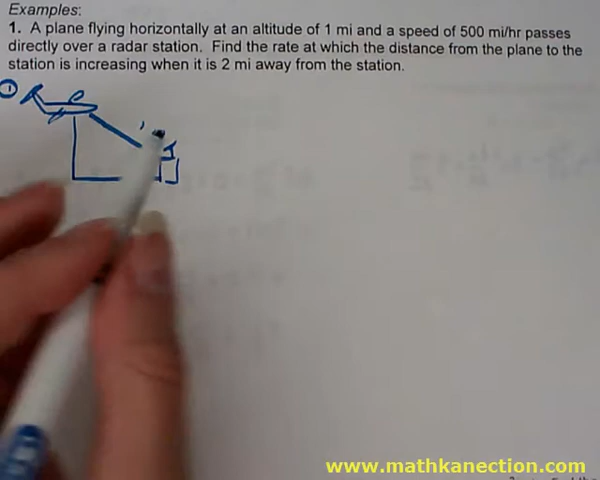 Examples:
1. A plane flying horizontally at an altitude of 1 mi and a speed of 500 mi/hr passes
directly over a radar station. Find the rate at which the distance from the plane to the
station is increasing when it is 2 mi away from the station.
①
www.mathkanection.com